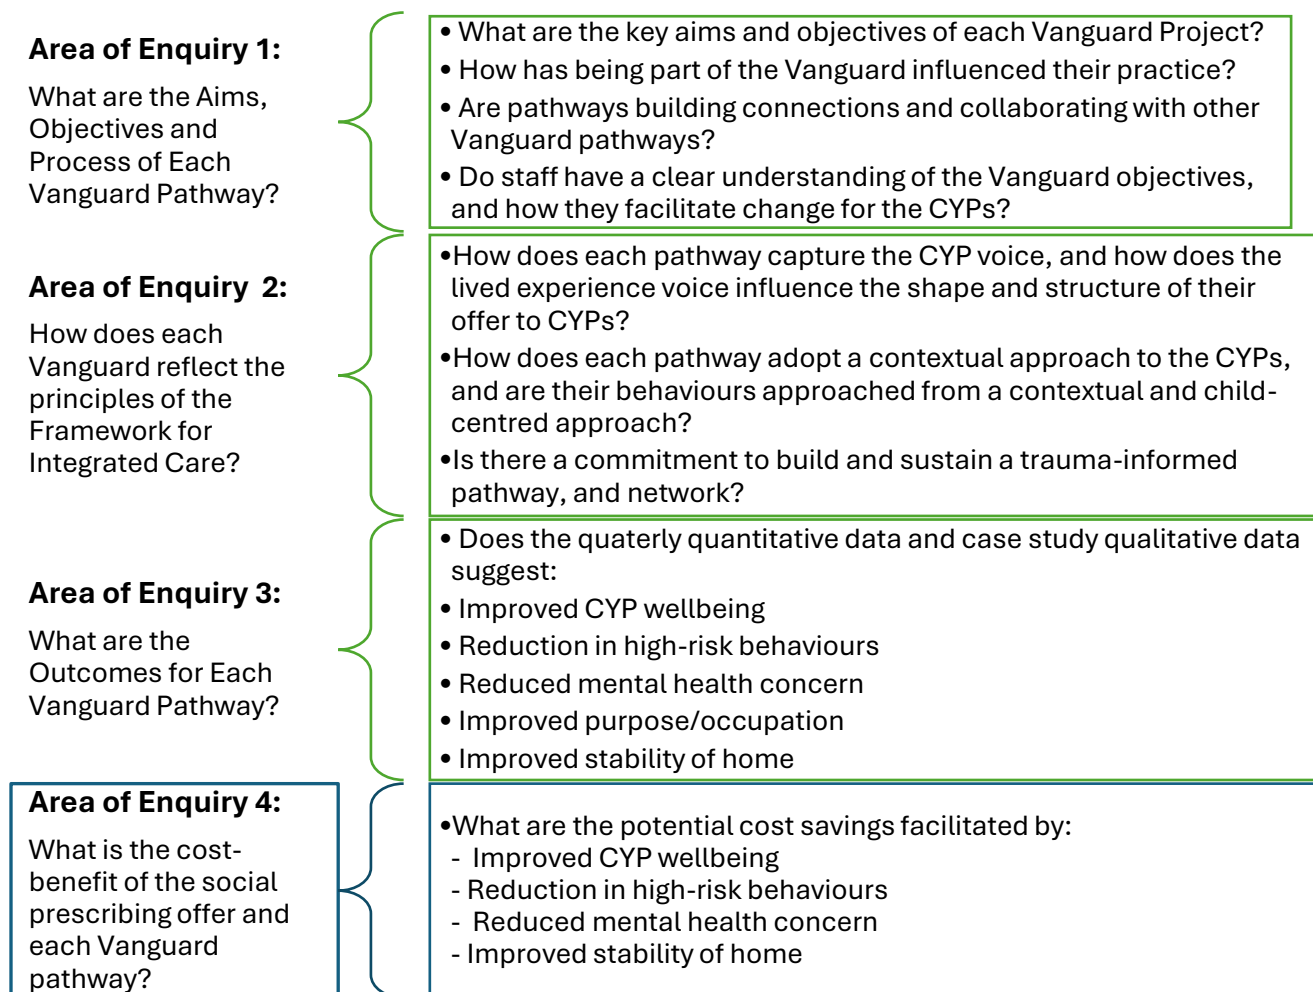 Area of Enquiry 1:
What are the Aims,
Objectives and
Process of Each
Vanguard Pathway?
• What are the key aims and objectives of each Vanguard Project?
• How has being part of the Vanguard influenced their practice?
• Are pathways building connections and collaborating with other
Vanguard pathways?
• Do staff have a clear understanding of the Vanguard objectives,
and how they facilitate change for the CYPs?
Area of Enquiry 2:
How does each
Vanguard reflect the
principles of the
Framework for
Integrated Care?
•How does each pathway capture the CYP voice, and how does the
lived experience voice influence the shape and structure of their
offer to CYPs?
•How does each pathway adopt a contextual approach to the CYPs,
and are their behaviours approached from a contextual and child-
centred approach?
•Is there a commitment to build and sustain a trauma-informed
pathway, and network?
Area of Enquiry 3:
What are the
Outcomes for Each
Vanguard Pathway?
• Does the quaterly quantitative data and case study qualitative data
suggest:
• Improved CYP wellbeing
• Reduction in high-risk behaviours
• Reduced mental health concern
• Improved purpose/occupation
• Improved stability of home
Area of Enquiry 4:
What is the cost-
benefit of the social
prescribing offer and
each Vanguard
pathway?
•What are the potential cost savings facilitated by:
- Improved CYP wellbeing
- Reduction in high-risk behaviours
- Reduced mental health concern
- Improved stability of home